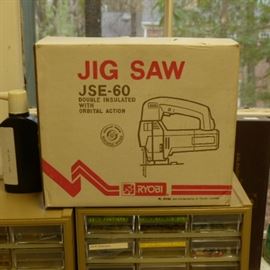 JIG SAW
JSE-60
DOUBLE INSULATED
WITH
ORBITAL ACTION
RYOBI